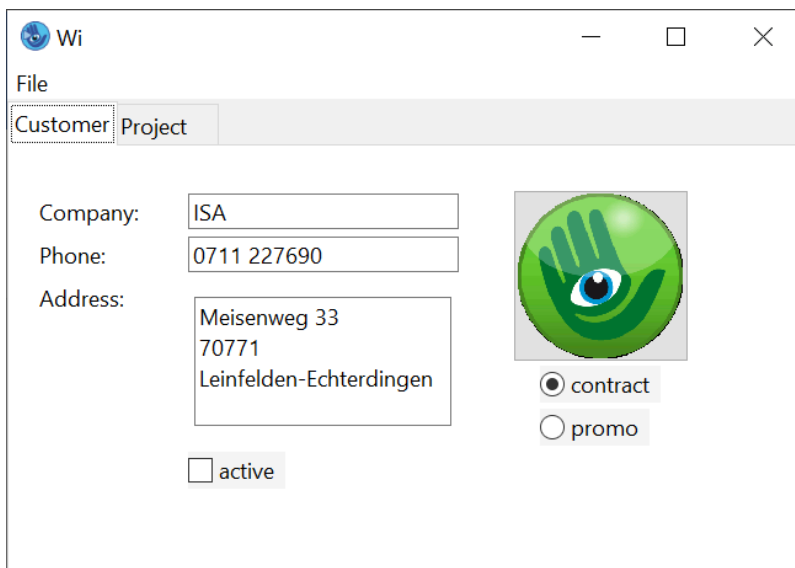 Wi
File
Customer Project
Company: ISA
Phone: 0711 227690
Address:
Meisenweg 33
70771
Leinfelden-Echterdingen
contract
promo
active